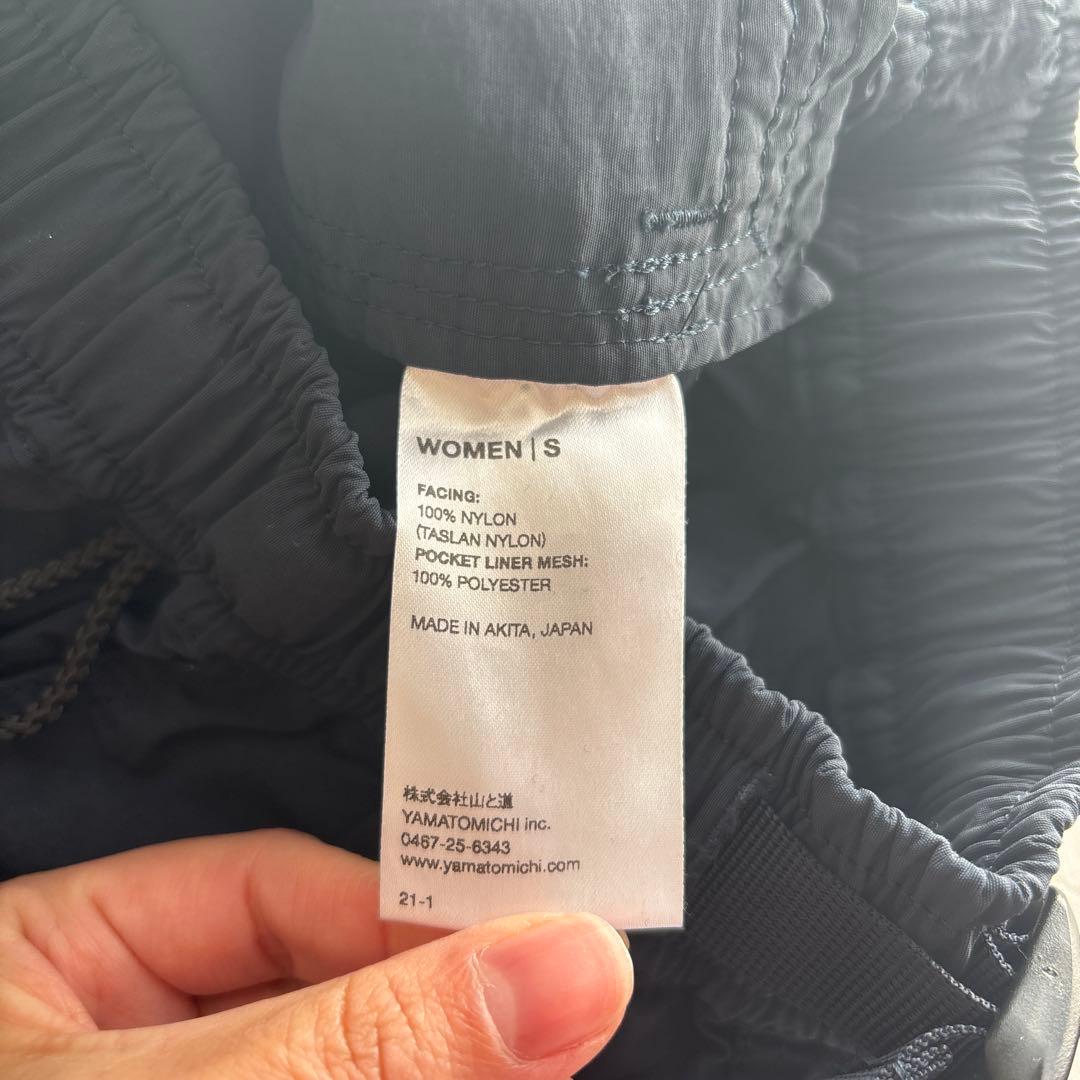 WOMEN | S
FACING:
100% NYLON
(TASLAN NYLON)
POCKET LINER MESH:
100% POLYESTER
MADE IN AKITA, JAPAN
株式会社山と道
YAMATOMICHI inc.
0467-25-6343
www.yamatomichi.com
21-1